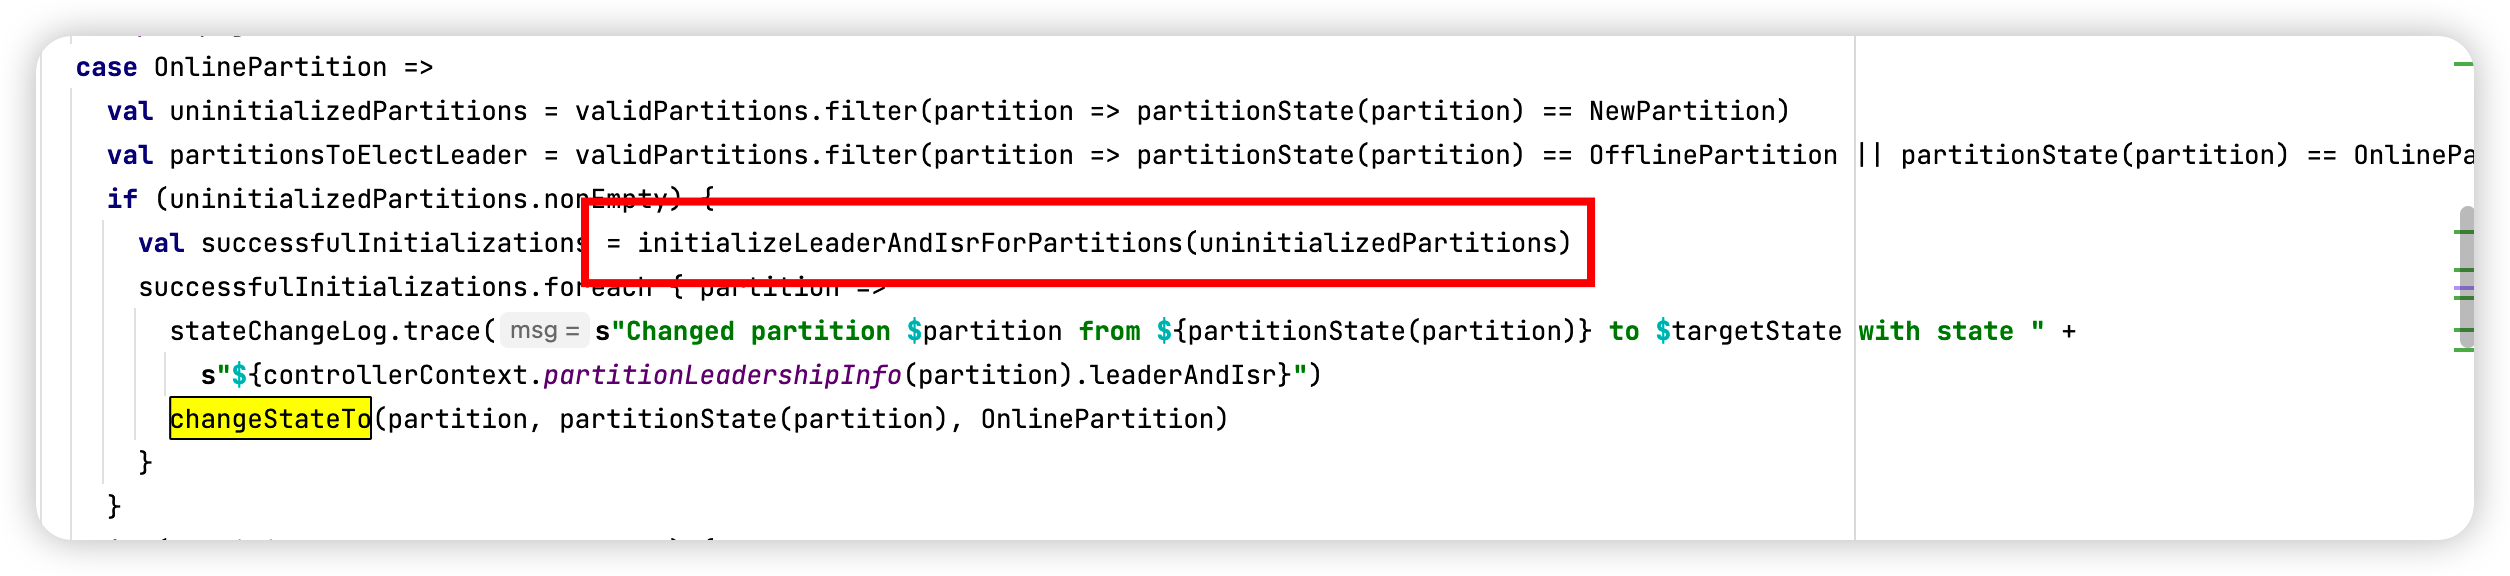 case OnlinePartition =>
val uninitializedPartitions = validPartitions.filter(partition => partitionState(partition) == NewPartition)
val partitionsToElectLeader = validPartitions.filter(partition => partitionState(partition) == OfflinePartition || partitionState(partition) == OnlinePa
if (uninitializedPartitions.nonEmpty) {
val successfulInitializations = initializeLeaderAndIsrForPartitions(uninitializedPartitions)
successfulInitializations.foreach { partition =>
stateChangeLog.trace( msg = s"Changed partition $partition from ${partitionState(partition)} to $targetState with state " +
s"${controllerContext.partitionLeadershipInfo(partition).leaderAndIsr}")
changeStateTo(partition, partitionState(partition), OnlinePartition)
}
}